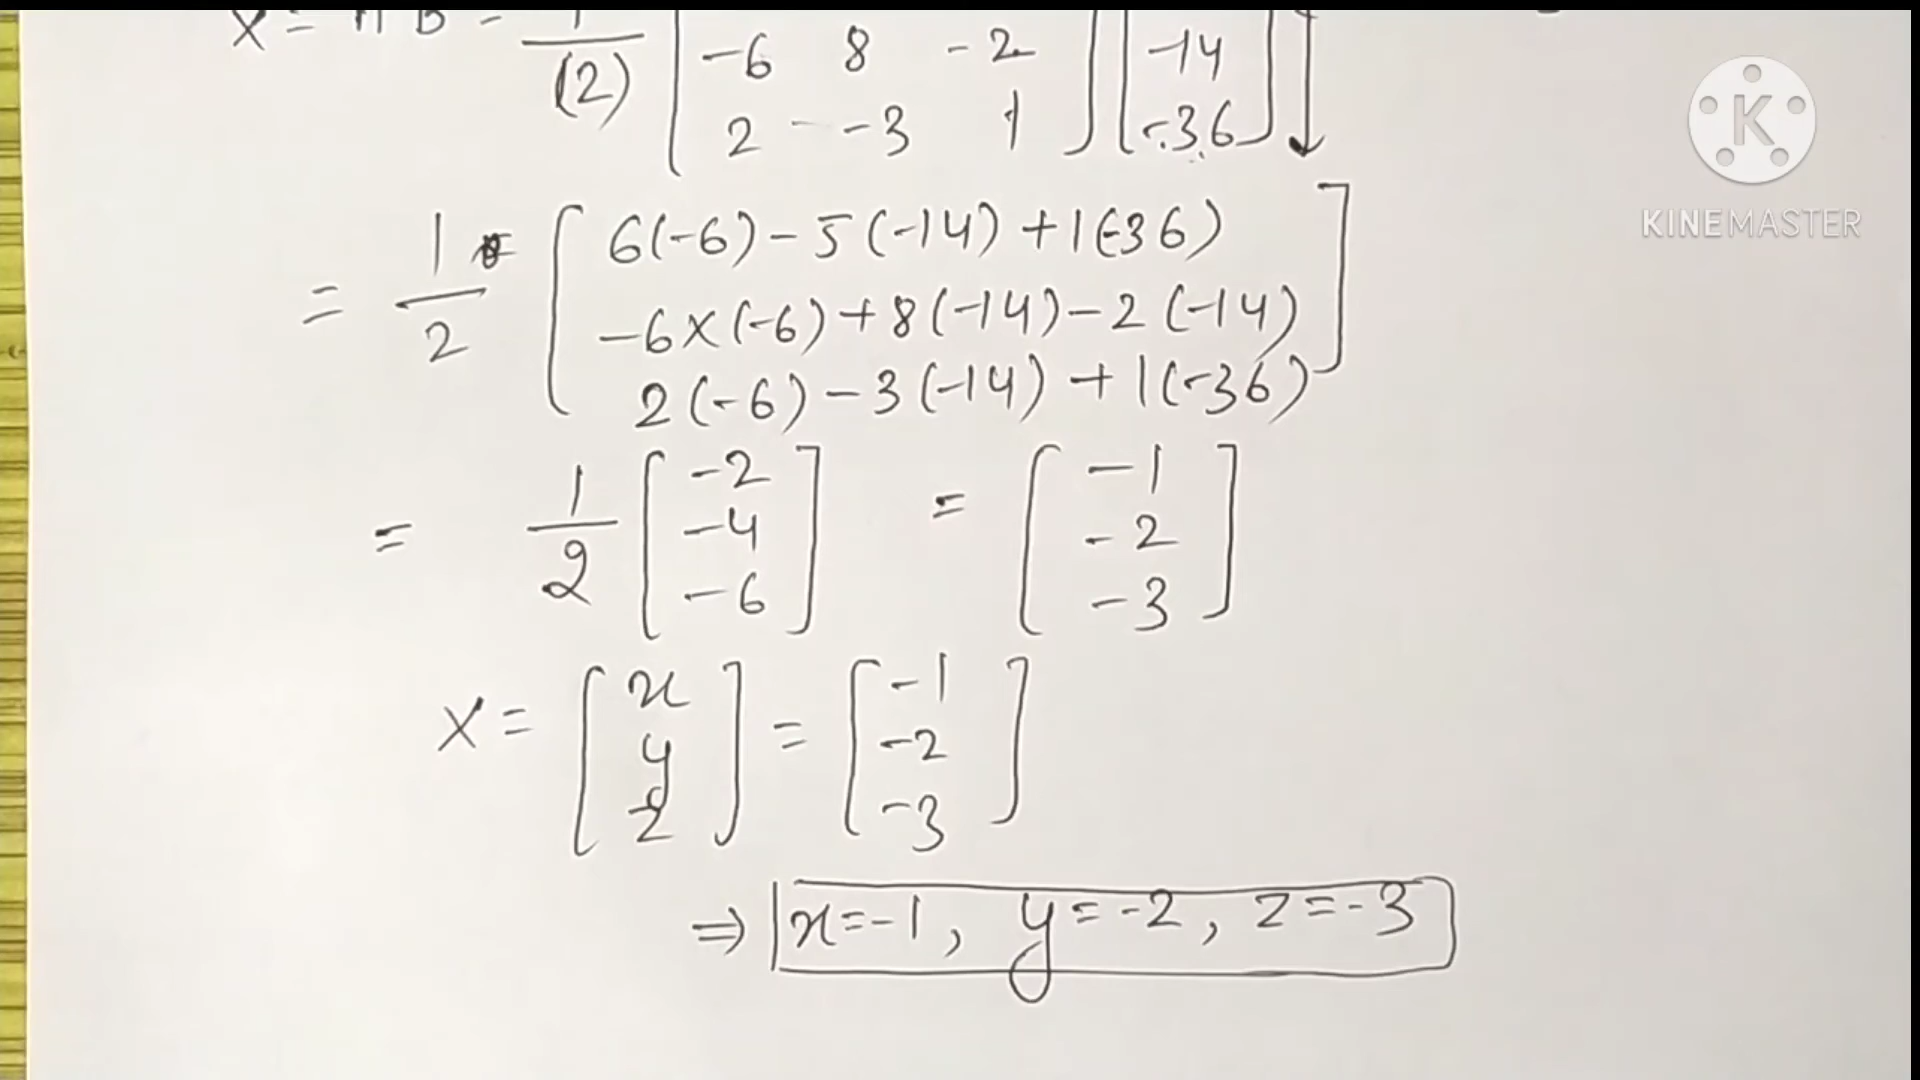 X = A B = 1
(2) -6 8 -2 -14
2 - -3 1 -36
K
KINEMASTER
= 1/2 [ 6(-6) - 5(-14) + 1(-36)
-6×(-6) + 8(-14) - 2(-14)
2(-6) - 3(-14) + 1(-36) ]
= 1/2 [ -2 -4 -6 ] = [ -1 -2 -3 ]
X = [ x y z ] = [ -1 -2 -3 ]
⇒ x=-1, y=-2, z=-3